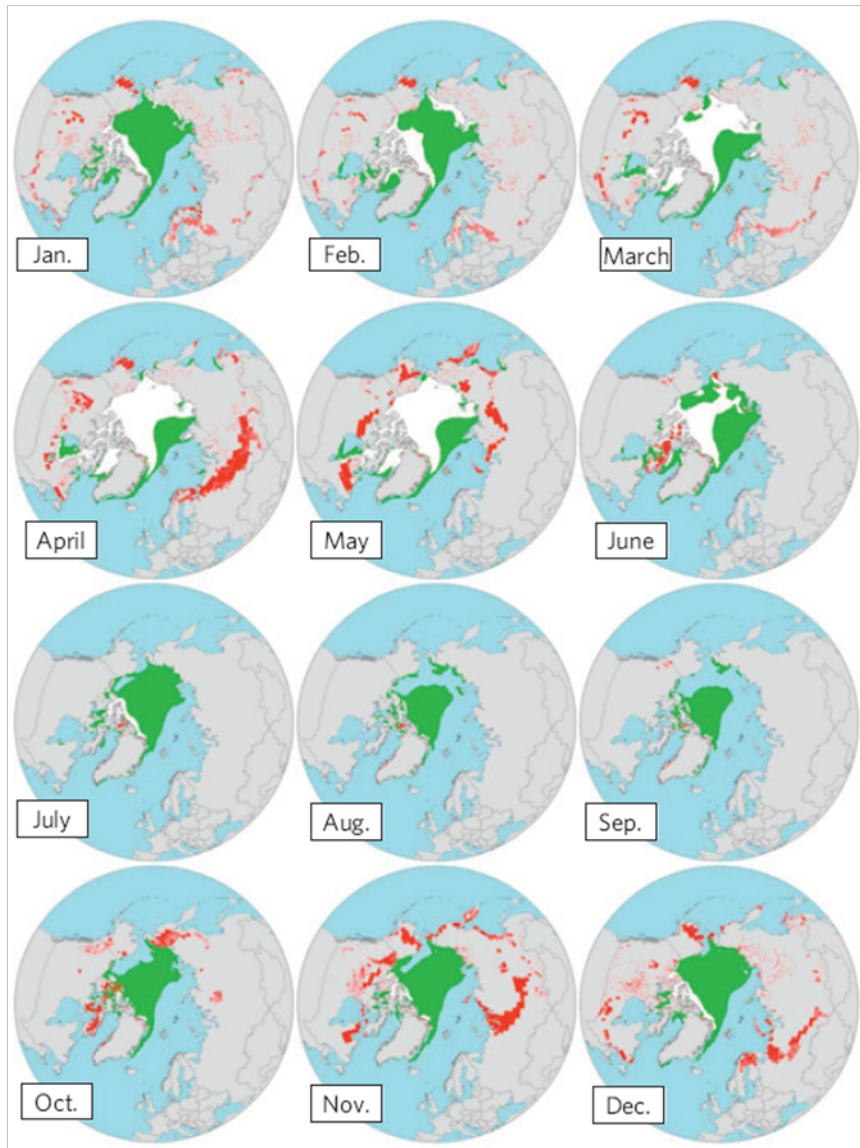 Jan.
Feb.
March
April
May
June
July
Aug.
Sep.
Oct.
Nov.
Dec.